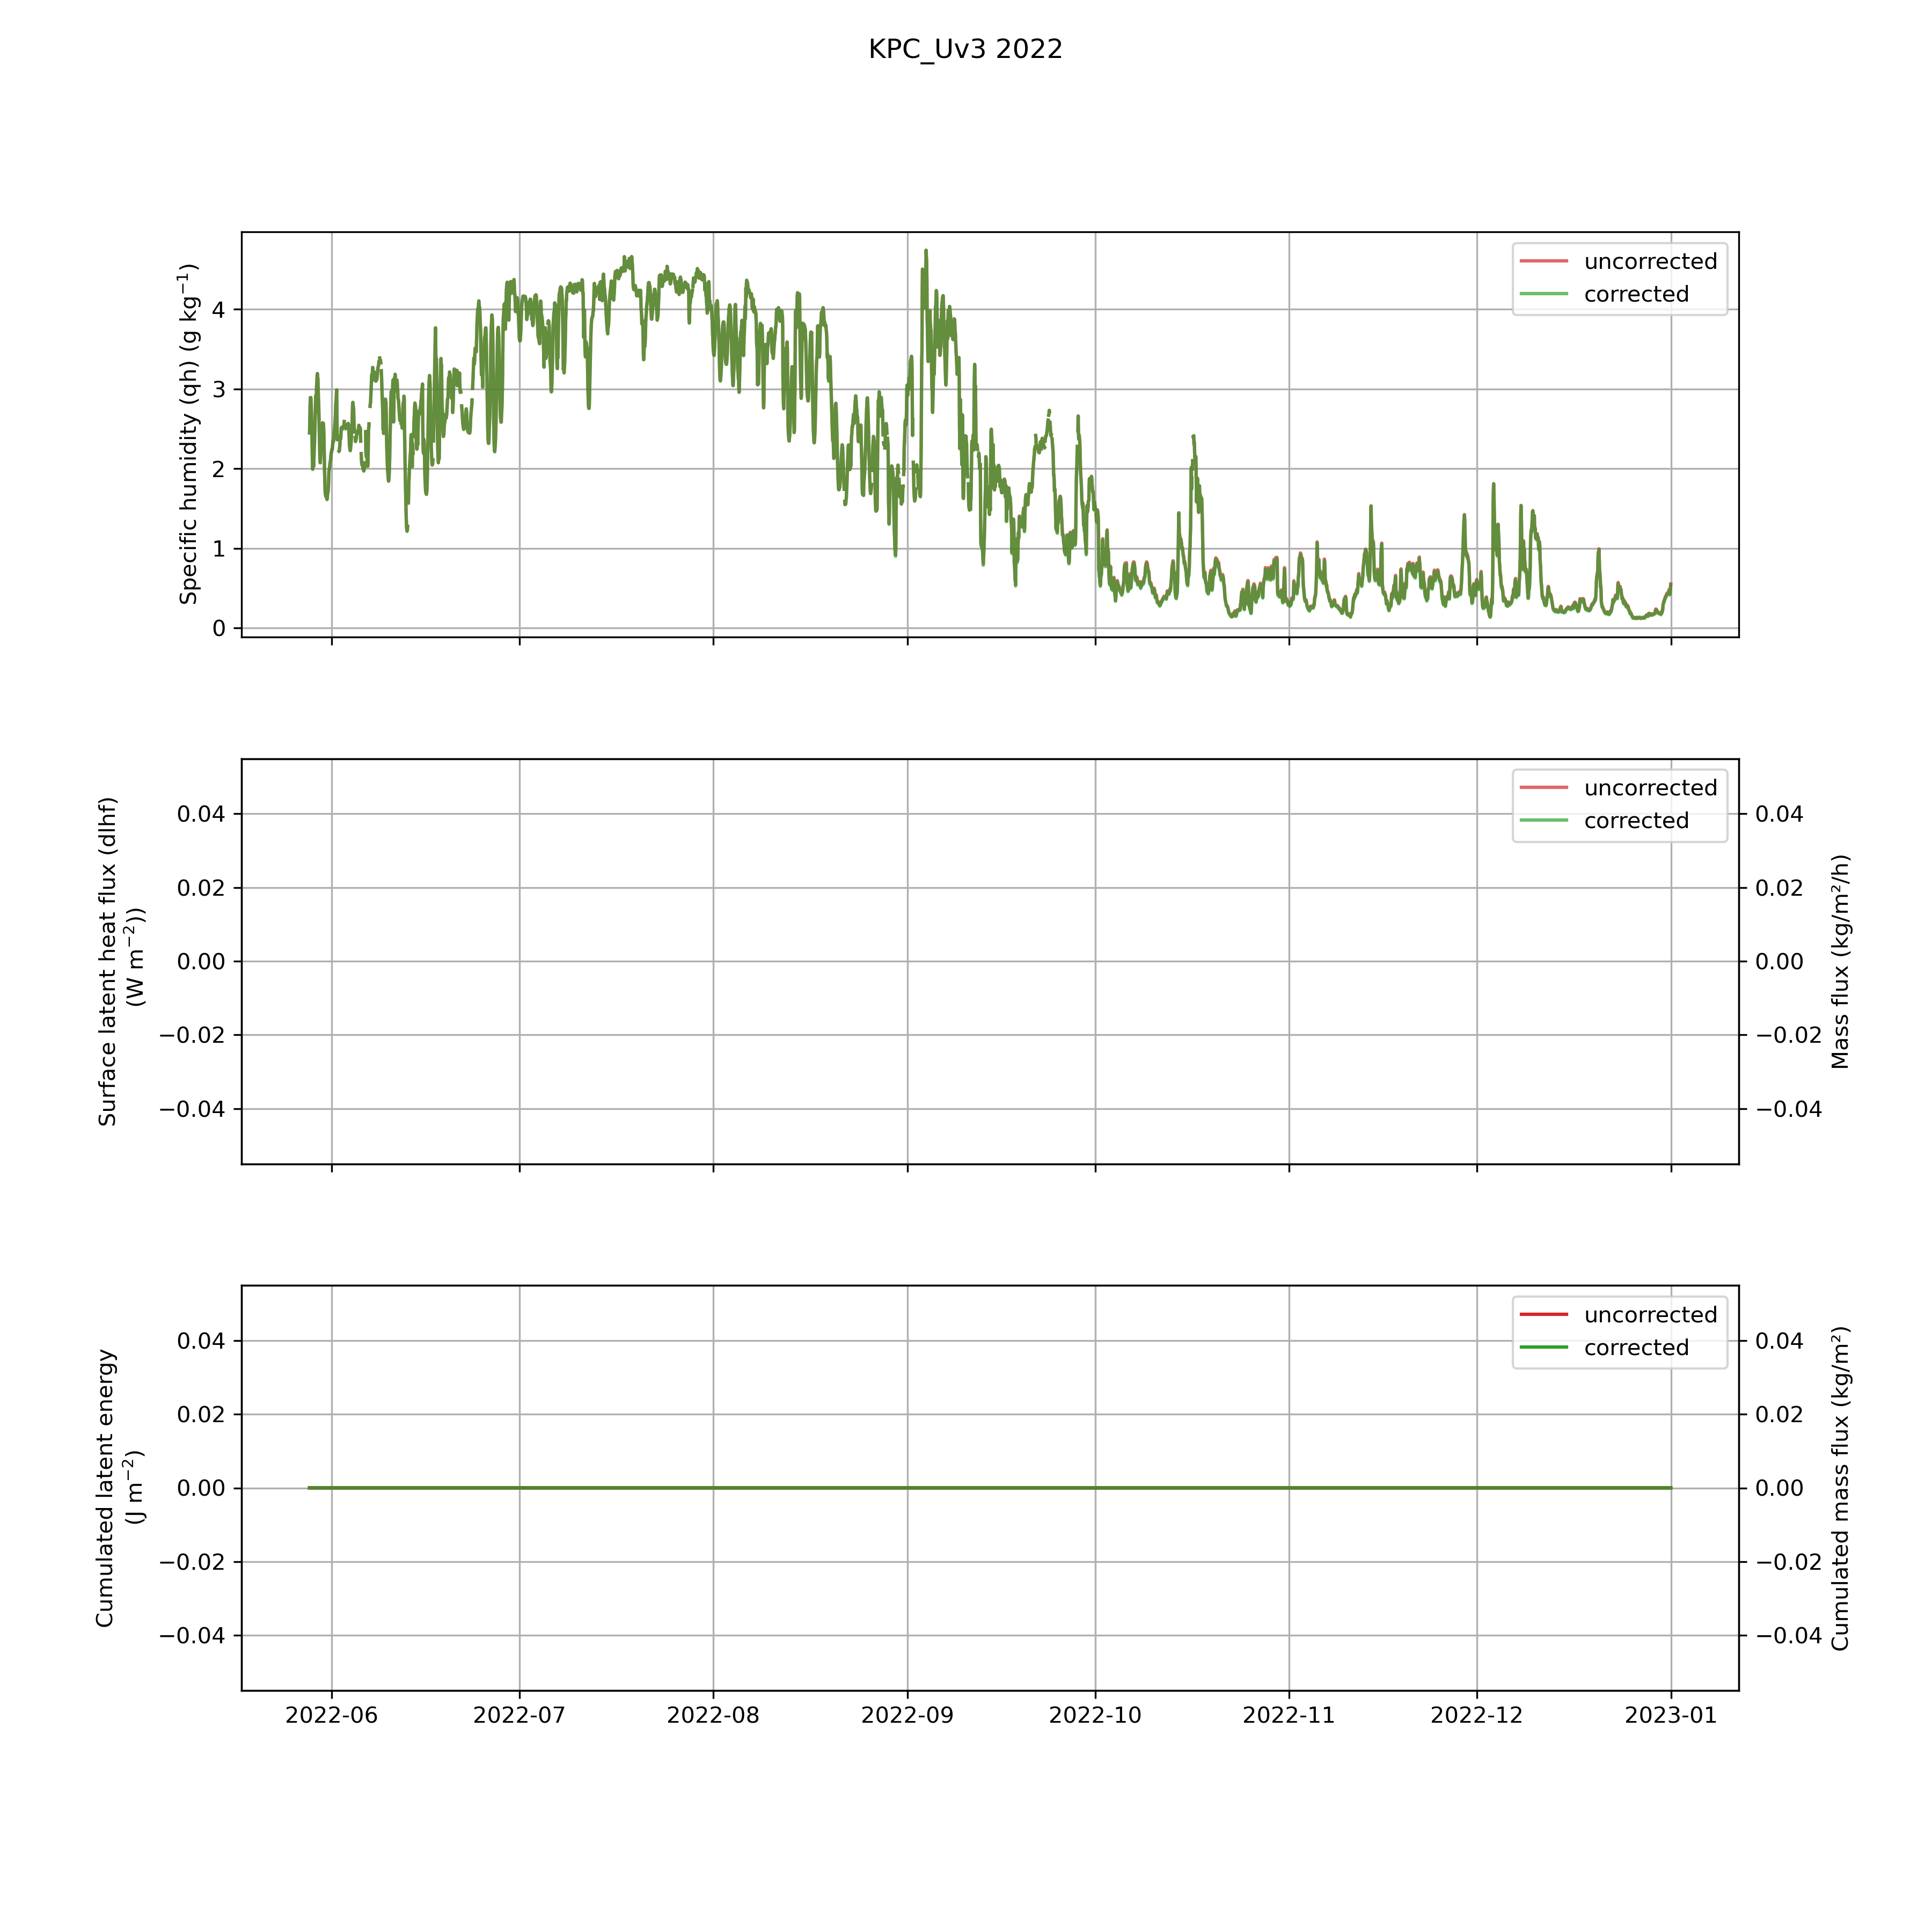 KPC_Uv3 2022
Specific humidity (qh) (g kg⁻¹)
4
3
2
1
0
uncorrected
corrected
Surface latent heat flux (dlhf)
(W m⁻²))
0.04
0.02
0.00
−0.02
−0.04
uncorrected
corrected
0.04
0.02
0.00
−0.02
−0.04
Mass flux (kg/m²/h)
Cumulated latent energy
(J m⁻²)
0.04
0.02
0.00
−0.02
−0.04
uncorrected
corrected
0.04
0.02
0.00
−0.02
−0.04
Cumulated mass flux (kg/m²)
2022-06 2022-07 2022-08 2022-09 2022-10 2022-11 2022-12 2023-01